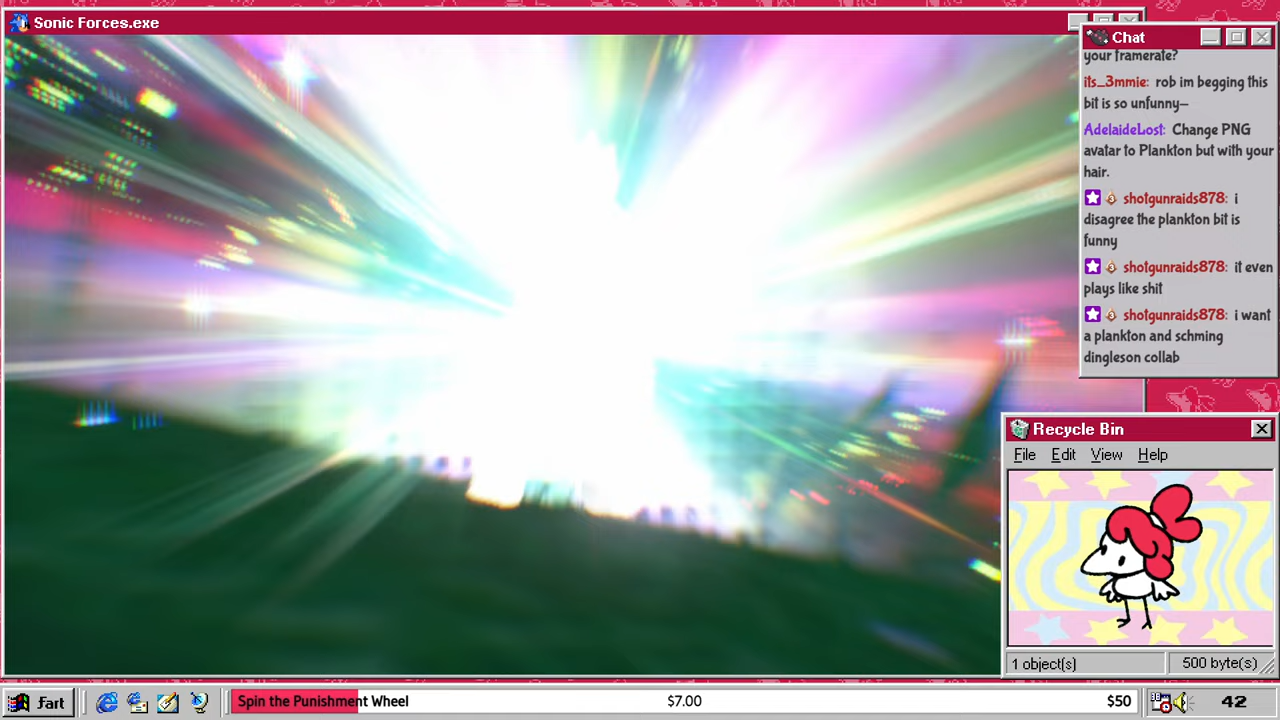 Sonic Forces.exe
Chat
your framerate?
its_3mmie: rob im begging this
bit is so unfunny—
AdelaideLost: Change PNG
avatar to Plankton but with your
hair.
shotgunraids878: i
disagree the plankton bit is
funny
shotgunraids878: it even
plays like shit
shotgunraids878: i want
a plankton and schming
dingleson collab
Recycle Bin
File Edit View Help
1 object(s) 500 byte(s)
Fart
Spin the Punishment Wheel $7.00 $50
42